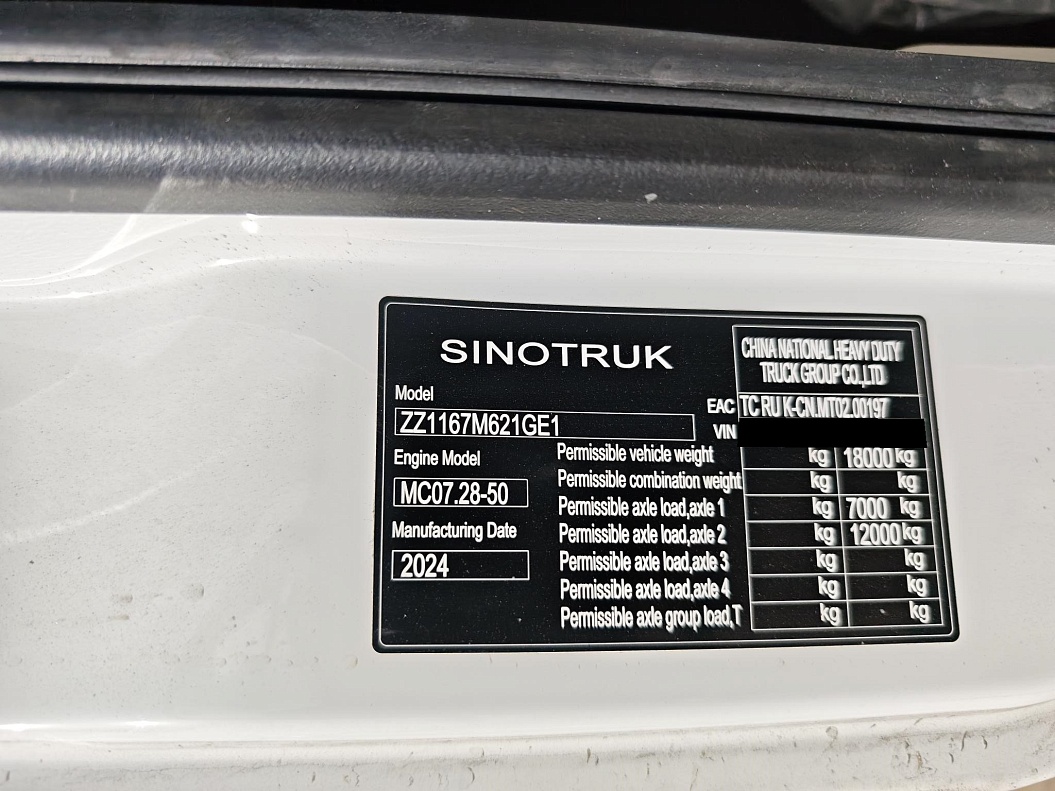 SINOTRUK
CHINA NATIONAL HEAVY DUTY
TRUCK GROUP CO.,LTD
Model
ZZ1167M621GE1
EAC TC RU K-CN.MT02.00197
VIN
Engine Model
MC07.28-50
Manufacturing Date
2024
Permissible vehicle weight kg 18000 kg
Permissible combination weight kg kg
Permissible axle load,axle 1 kg 7000 kg
Permissible axle load,axle 2 kg 12000 kg
Permissible axle load,axle 3 kg kg
Permissible axle load,axle 4 kg kg
Permissible axle group load,T kg kg